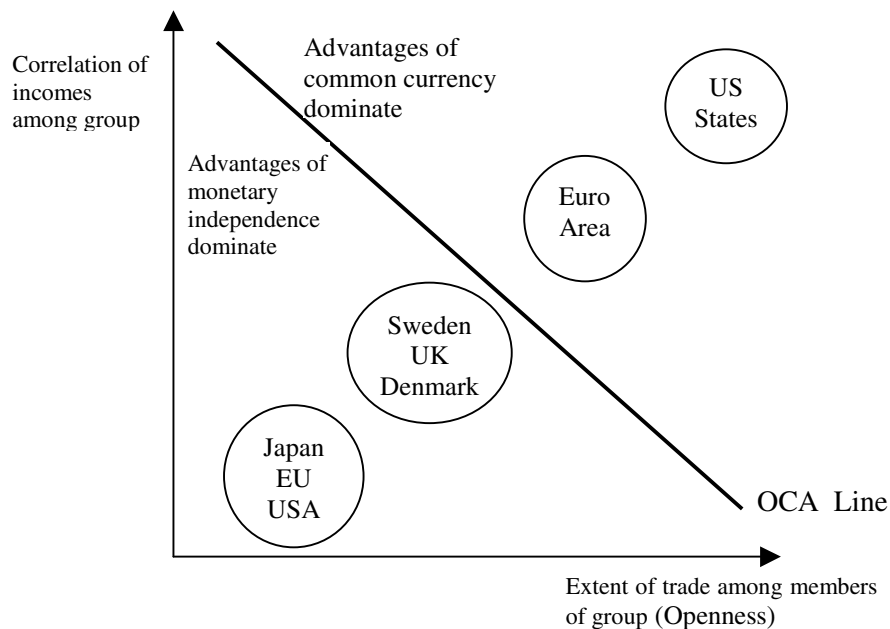 Correlation of
incomes
among group
Advantages of
common currency
dominate
US
States
Advantages of
monetary
independence
dominate
Euro
Area
Sweden
UK
Denmark
Japan
EU
USA
OCA Line
Extent of trade among members
of group (Openness)